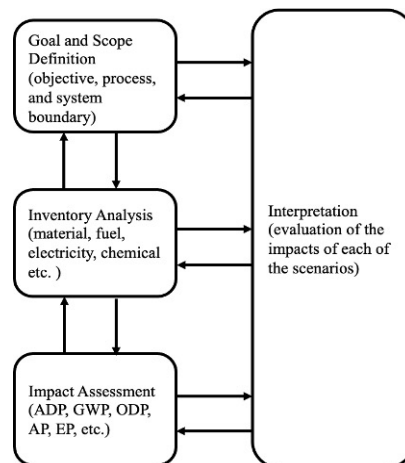 Goal and Scope
Definition
(objective, process,
and system
boundary)
Inventory Analysis
(material, fuel,
electricity, chemical
etc. )
Interpretation
(evaluation of the
impacts of each of
the scenarios)
Impact Assessment
(ADP, GWP, ODP,
AP, EP, etc.)